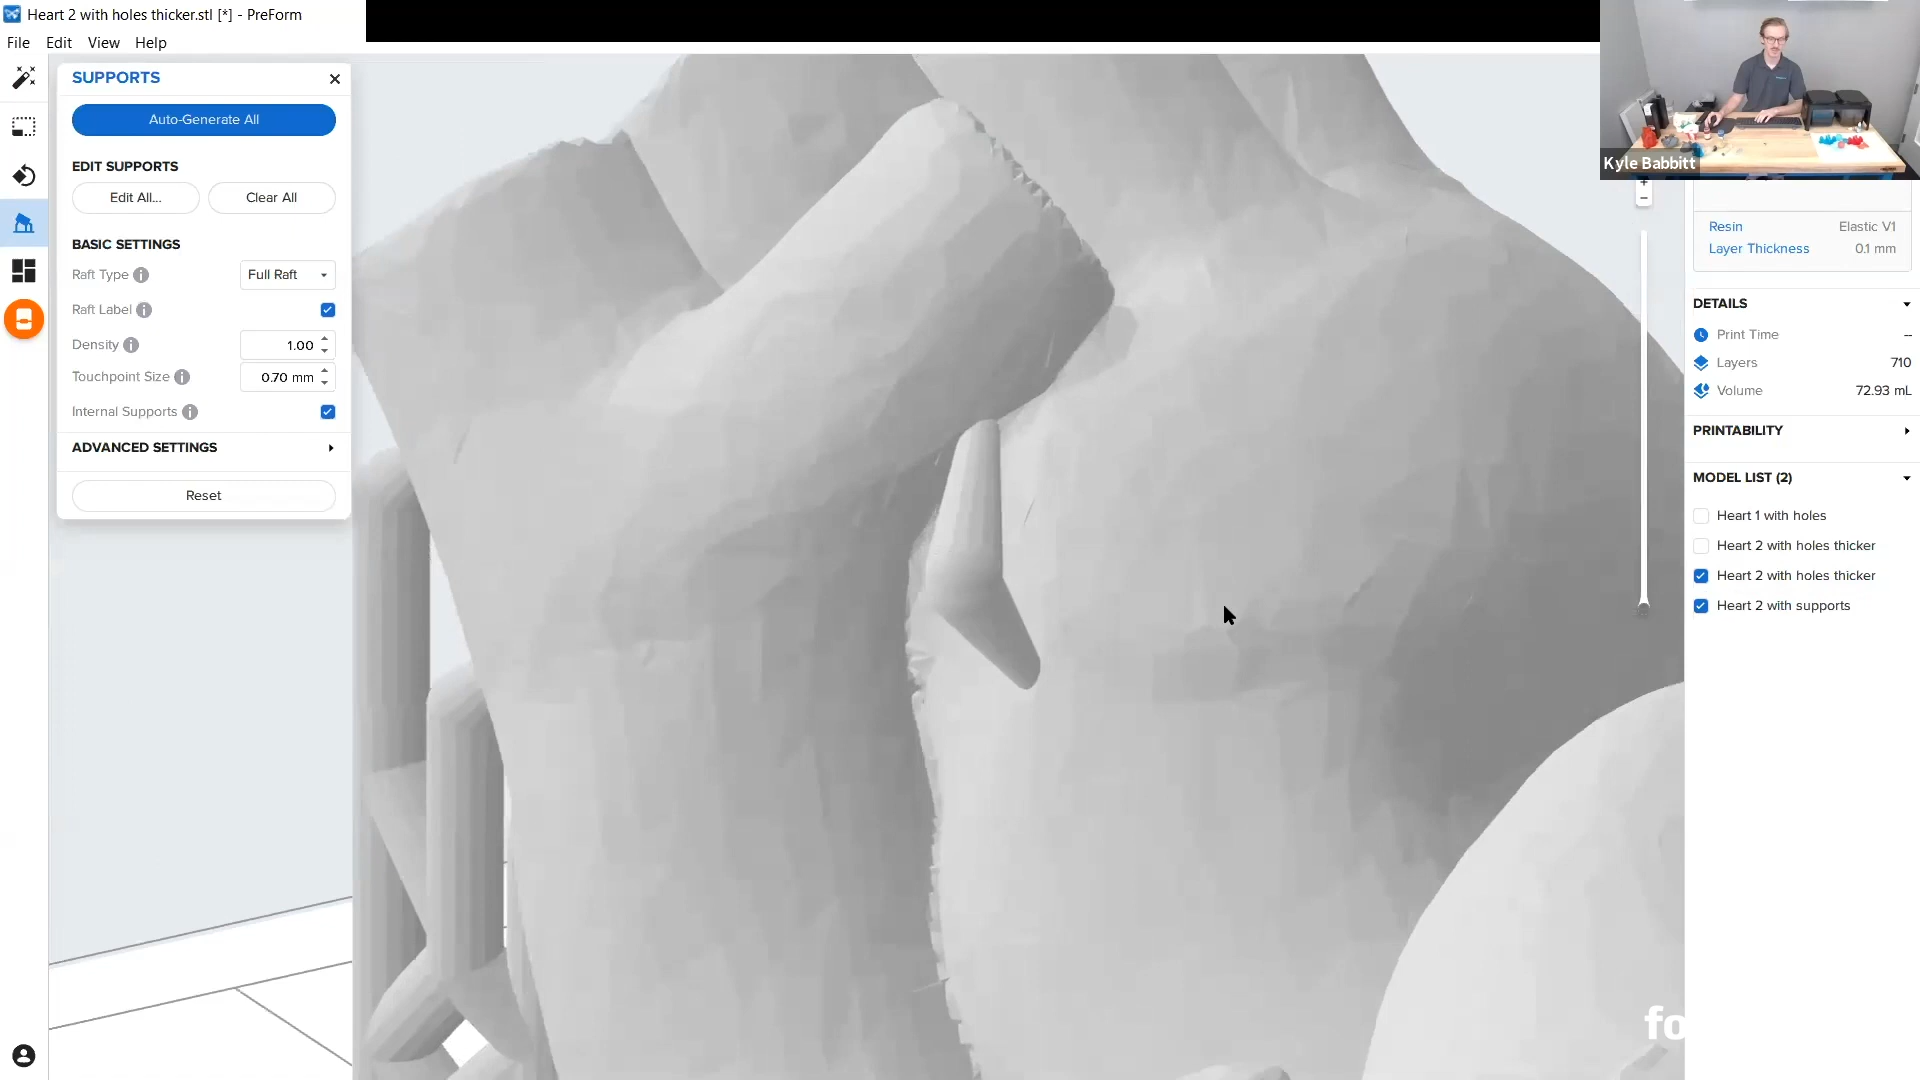 Heart 2 with holes thicker.stl [*] - PreForm
File Edit View Help
SUPPORTS
Auto-Generate All
EDIT SUPPORTS
Edit All... Clear All
BASIC SETTINGS
Raft Type Full Raft
Raft Label
Density 1.00
Touchpoint Size 0.70 mm
Internal Supports
ADVANCED SETTINGS
Reset
Kyle Babbitt
Resin Elastic V1
Layer Thickness 0.1 mm
DETAILS
Print Time --
Layers 710
Volume 72.93 mL
PRINTABILITY
MODEL LIST (2)
Heart 1 with holes
Heart 2 with holes thicker
Heart 2 with holes thicker
Heart 2 with supports
fo